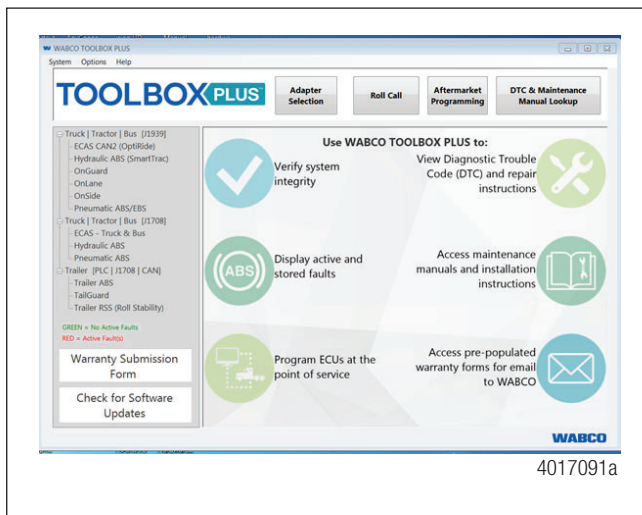 WABCO TOOLBOX PLUS
System Options Help
TOOLBOX PLUS
Adapter
Selection
Roll Call
Aftermarket
Programming
DTC & Maintenance
Manual Lookup
Truck | Tractor | Bus [J1939]
ECAS CAN2 (OptiRide)
Hydraulic ABS (SmartTrac)
OnGuard
OnLane
OnSide
Pneumatic ABS/EBS
Truck | Tractor | Bus [J1708]
ECAS - Truck & Bus
Hydraulic ABS
Pneumatic ABS
Trailer [PLC | J1708 | CAN]
Trailer ABS
TailGuard
Trailer RSS (Roll Stability)
GREEN = No Active Faults
RED = Active Fault(s)
Warranty Submission
Form
Check for Software
Updates
Use WABCO TOOLBOX PLUS to:
Verify system
integrity
View Diagnostic Trouble
Code (DTC) and repair
instructions
ABS
Display active and
stored faults
Access maintenance
manuals and installation
instructions
Program ECUs at the
point of service
Access pre-populated
warranty forms for email
to WABCO
WABCO
4017091a